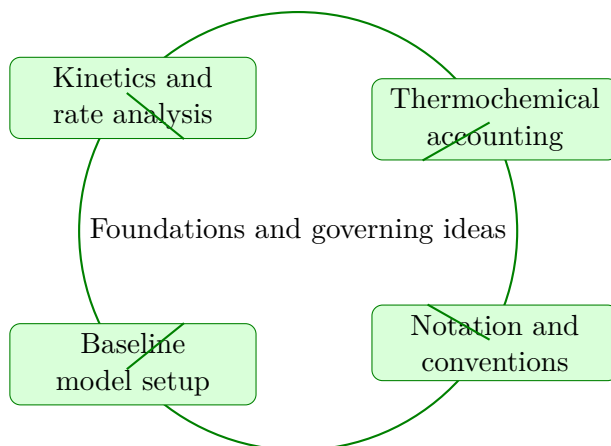 Kinetics and
rate analysis
Thermochemical
accounting
Foundations and governing ideas
Baseline
model setup
Notation and
conventions